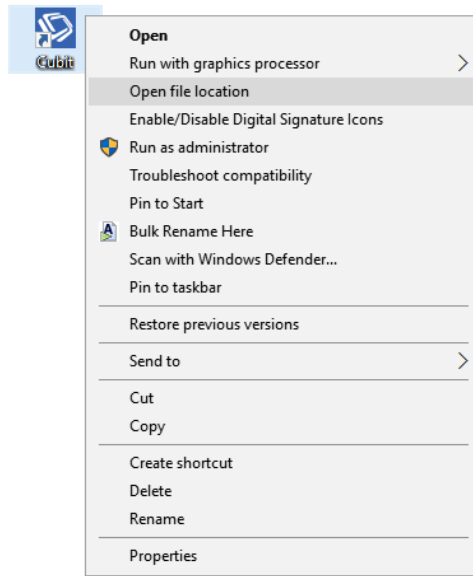 Cubit
Open
Run with graphics processor
Open file location
Enable/Disable Digital Signature Icons
Run as administrator
Troubleshoot compatibility
Pin to Start
Bulk Rename Here
Scan with Windows Defender...
Pin to taskbar
Restore previous versions
Send to
Cut
Copy
Create shortcut
Delete
Rename
Properties